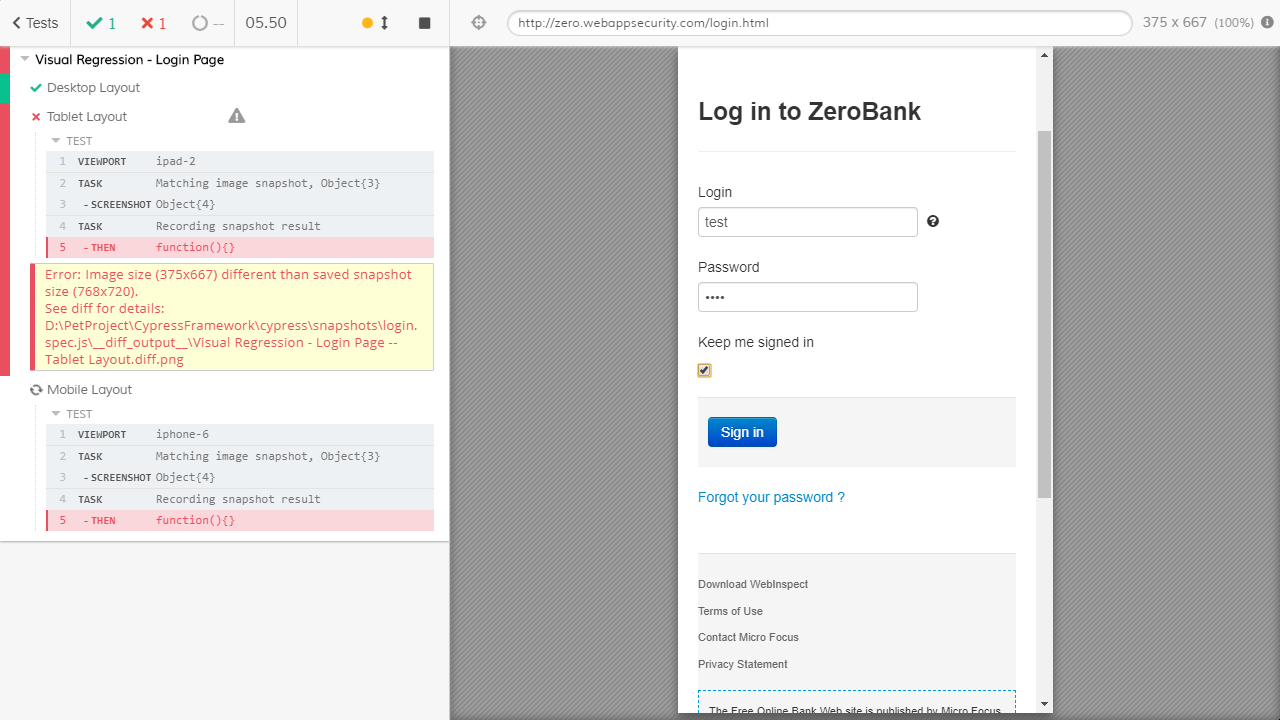 Tests
1
1
--
05.50
http://zero.webappsecurity.com/login.html
375 x 667 (100%)
Visual Regression - Login Page
Desktop Layout
Tablet Layout
TEST
1 VIEWPORT ipad-2
2 TASK Matching image snapshot, Object{3}
3 -SCREENSHOT Object{4}
4 TASK Recording snapshot result
5 -THEN function(){}
Error: Image size (375x667) different than saved snapshot
size (768x720).
See diff for details:
D:\PetProject\CypressFramework\cypress\snapshots\login.
spec.js\__diff_output__\Visual Regression - Login Page --
Tablet Layout.diff.png
Mobile Layout
TEST
1 VIEWPORT iphone-6
2 TASK Matching image snapshot, Object{3}
3 -SCREENSHOT Object{4}
4 TASK Recording snapshot result
5 -THEN function(){}
Log in to ZeroBank
Login
test
Password
••••
Keep me signed in
Sign in
Forgot your password ?
Download WebInspect
Terms of Use
Contact Micro Focus
Privacy Statement
The Free Online Bank Web site is published by Micro Focus